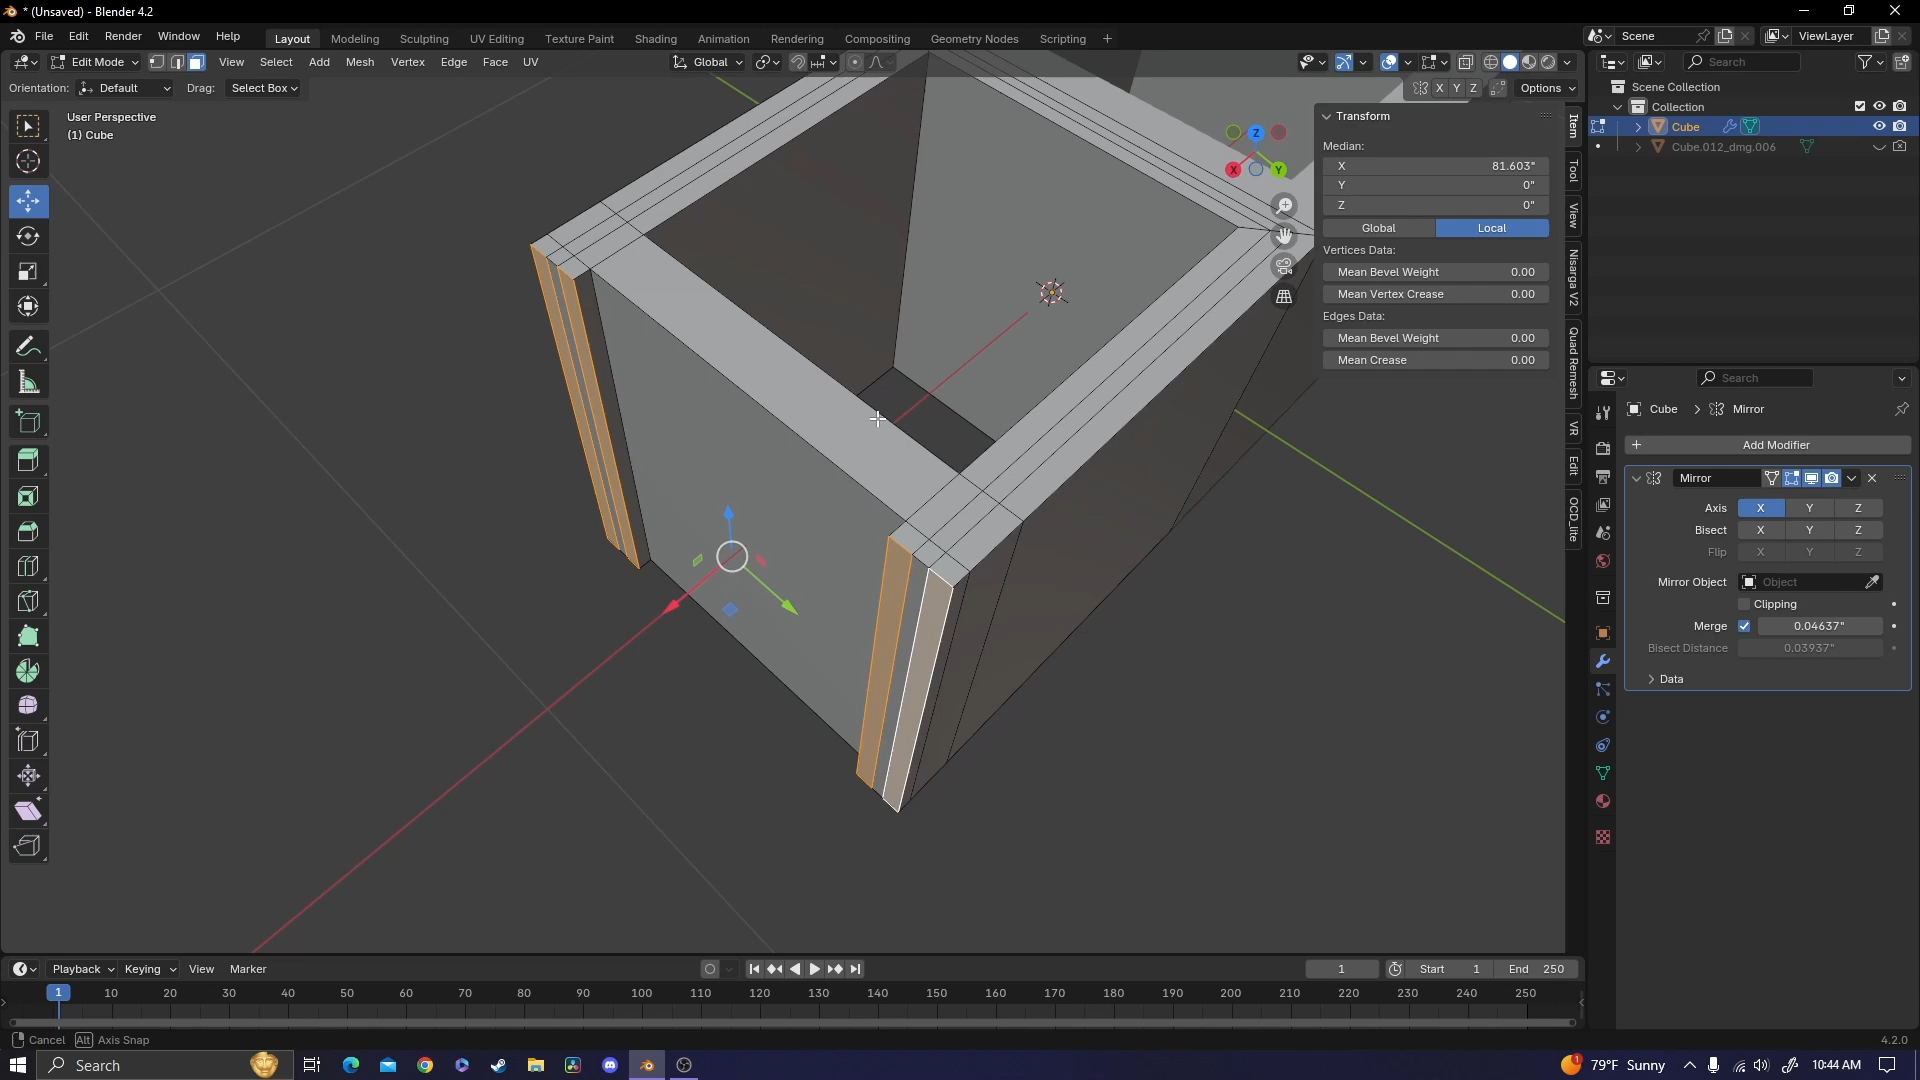 * (Unsaved) - Blender 4.2
File Edit Render Window Help
Layout Modeling Sculpting UV Editing Texture Paint Shading Animation Rendering Compositing Geometry Nodes Scripting +
Scene ViewLayer
Edit Mode View Select Add Mesh Vertex Edge Face UV
Global
Search
Orientation: Default Drag: Select Box
X Y Z Options
Scene Collection
Collection
Cube
Cube.012_dmg.006
User Perspective
(1) Cube
Transform
Median:
X 81.603"
Y 0"
Z 0"
Global Local
Vertices Data:
Mean Bevel Weight 0.00
Mean Vertex Crease 0.00
Edges Data:
Mean Bevel Weight 0.00
Mean Crease 0.00
Z
X Y
Item
Tool
View
Nisarga V2
Quad Remesh
VR
Edit
OCD_lite
Search
Cube > Mirror
+ Add Modifier
Mirror
Axis X Y Z
Bisect X Y Z
Flip X Y Z
Mirror Object Object
Clipping
Merge 0.04637"
Bisect Distance 0.03937"
Data
Playback Keying View Marker
1 Start 1 End 250
1 10 20 30 40 50 60 70 80 90 100 110 120 130 140 150 160 170 180 190 200 210 220 230 240 250
Cancel Alt Axis Snap
4.2.0
Search
1 79°F Sunny 10:44 AM